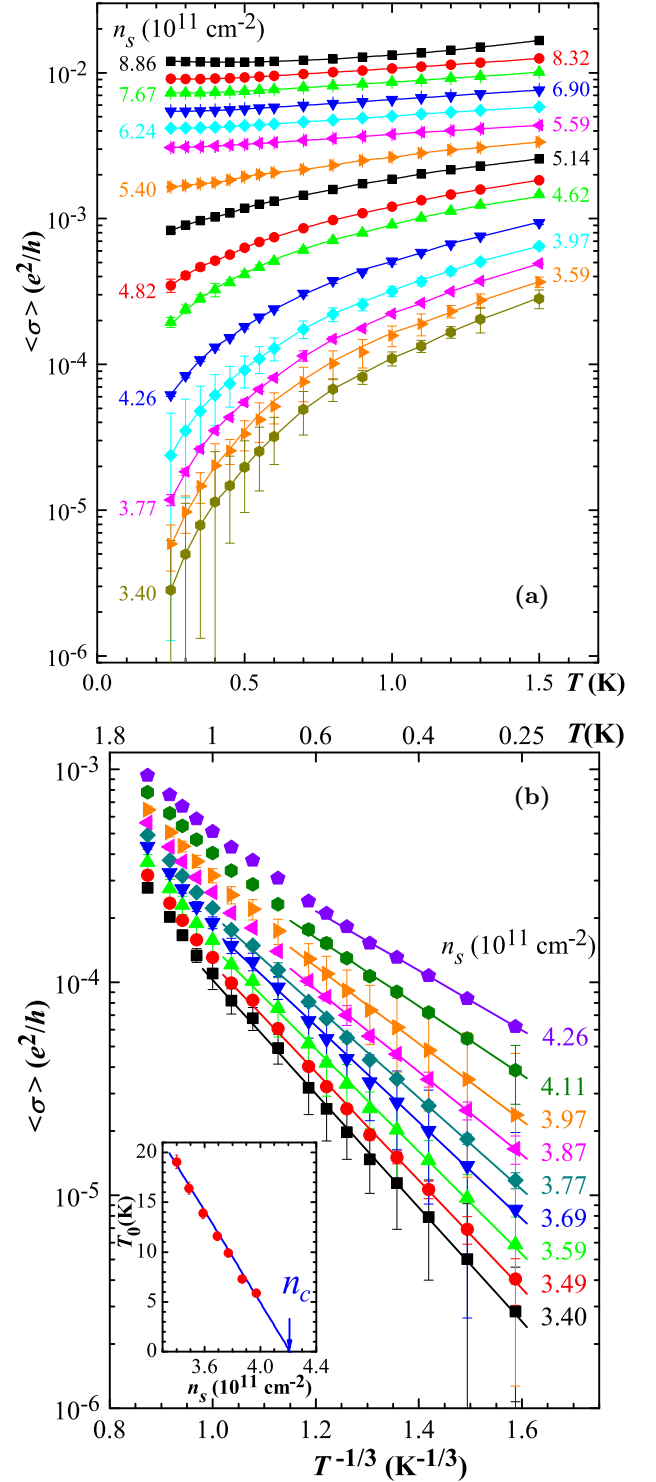 n_s (10^11 cm^-2)
8.86
8.32
7.67
6.90
6.24
5.59
5.40
5.14
4.82
4.62
4.26
3.97
3.77
3.59
3.40
10^-2
10^-3
10^-4
10^-5
10^-6
<σ> (e^2/h)
(a)
0.0 0.5 1.0 1.5 T (K)
1.8 1 0.6 0.4 0.25 T(K)
10^-3
10^-4
10^-5
10^-6
<σ> (e^2/h)
(b)
n_s (10^11 cm^-2)
4.26
4.11
3.97
3.87
3.77
3.69
3.59
3.49
3.40
20
15
10
5
0
T_0(K)
n_c
3.6 4.0 4.4
n_s (10^11 cm^-2)
0.8 1.0 1.2 1.4 1.6
T^-1/3 (K^-1/3)